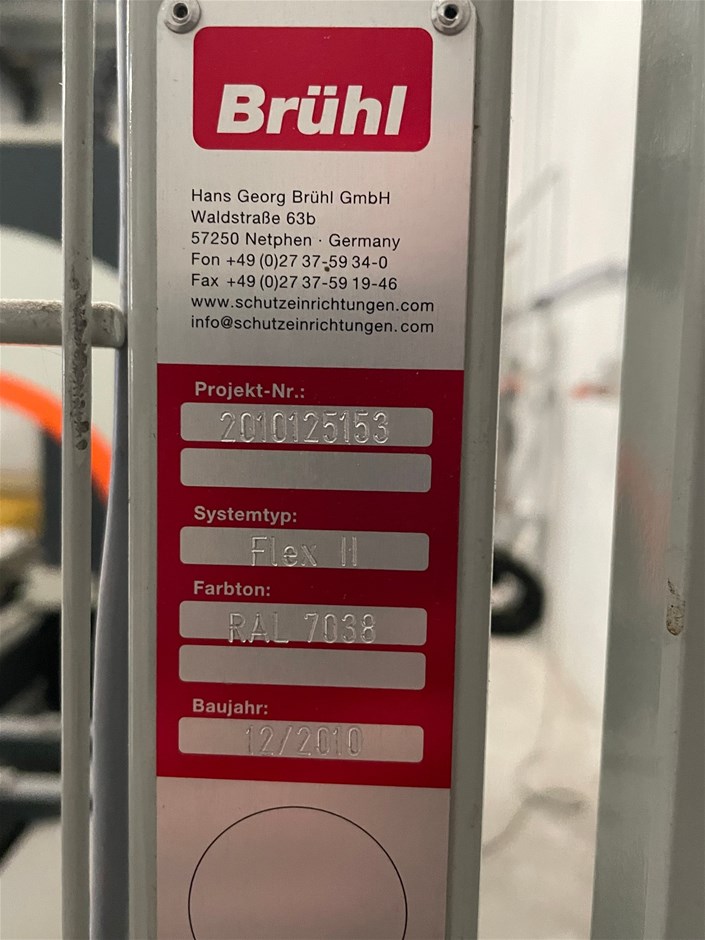 Brühl
Hans Georg Brühl GmbH
Waldstraße 63b
57250 Netphen · Germany
Fon +49 (0)27 37-59 34-0
Fax +49 (0)27 37-59 19-46
www.schutzeinrichtungen.com
info@schutzeinrichtungen.com
Projekt-Nr.:
2010125153
Systemtyp:
Flex II
Farbton:
RAL 7038
Baujahr:
12/2010